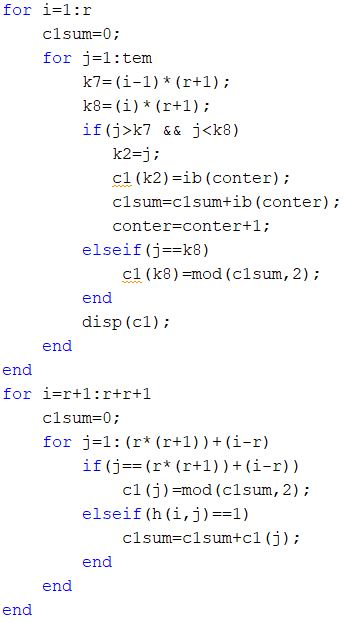 for i=1:r
c1sum=0;
for j=1:tem
k7=(i-1)*(r+1);
k8=(i)*(r+1);
if(j>k7 && j<k8)
k2=j;
c1(k2)=ib(conter);
c1sum=c1sum+ib(conter);
conter=conter+1;
elseif(j==k8)
c1(k8)=mod(c1sum,2);
end
disp(c1);
end
end
for i=r+1:r+r+1
c1sum=0;
for j=1:(r*(r+1))+(i-r)
if(j==(r*(r+1))+(i-r))
c1(j)=mod(c1sum,2);
elseif(h(i,j)==1)
c1sum=c1sum+c1(j);
end
end
end